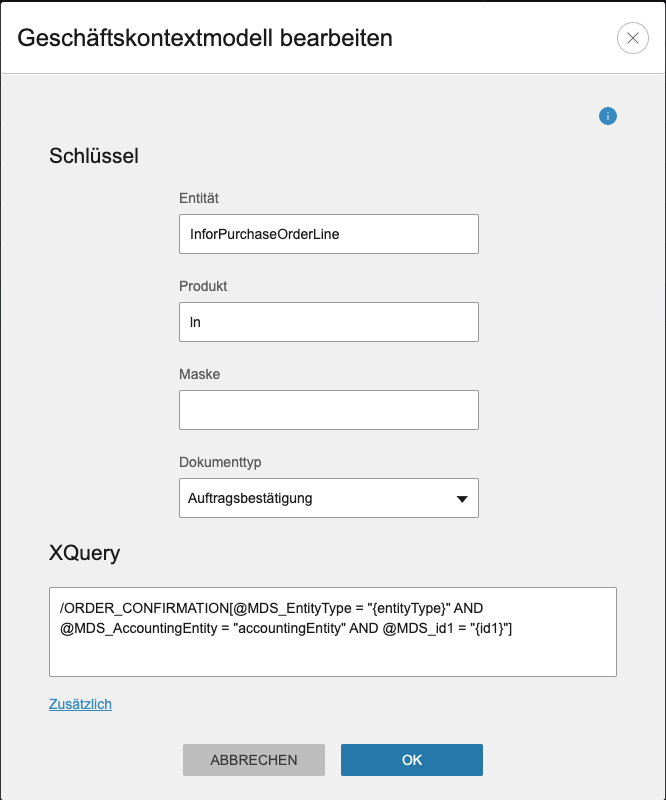 Geschäftskontextmodell bearbeiten
i
Schlüssel
Entität
InforPurchaseOrderLine
Produkt
ln
Maske
Dokumenttyp
Auftragsbestätigung
XQuery
/ORDER_CONFIRMATION[@MDS_EntityType = "{entityType}" AND
@MDS_AccountingEntity = "accountingEntity" AND @MDS_id1 = "{id1}"]
Zusätzlich
ABBRECHEN
OK